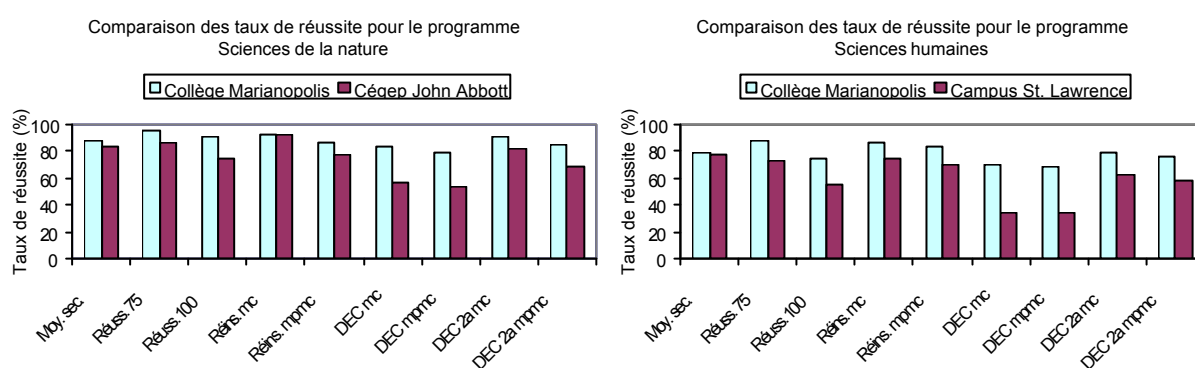 Comparaison des taux de réussite pour le programme
Sciences de la nature
Collège Marianopolis Cégep John Abbott
Taux de réussite (%)
100
80
60
40
20
0
Moy. sec.
Réuss. 75
Réuss. 100
Réins. mc
Réins. mpmc
DEC mc
DEC mpmc
DEC 2a mc
DEC 2a mpmc
Comparaison des taux de réussite pour le programme
Sciences humaines
Collège Marianopolis Campus St. Lawrence
Taux de réussite (%)
100
80
60
40
20
0
Moy. sec.
Réuss. 75
Réuss. 100
Réins. mc
Réins. mpmc
DEC mc
DEC mpmc
DEC 2a mc
DEC 2a mpmc